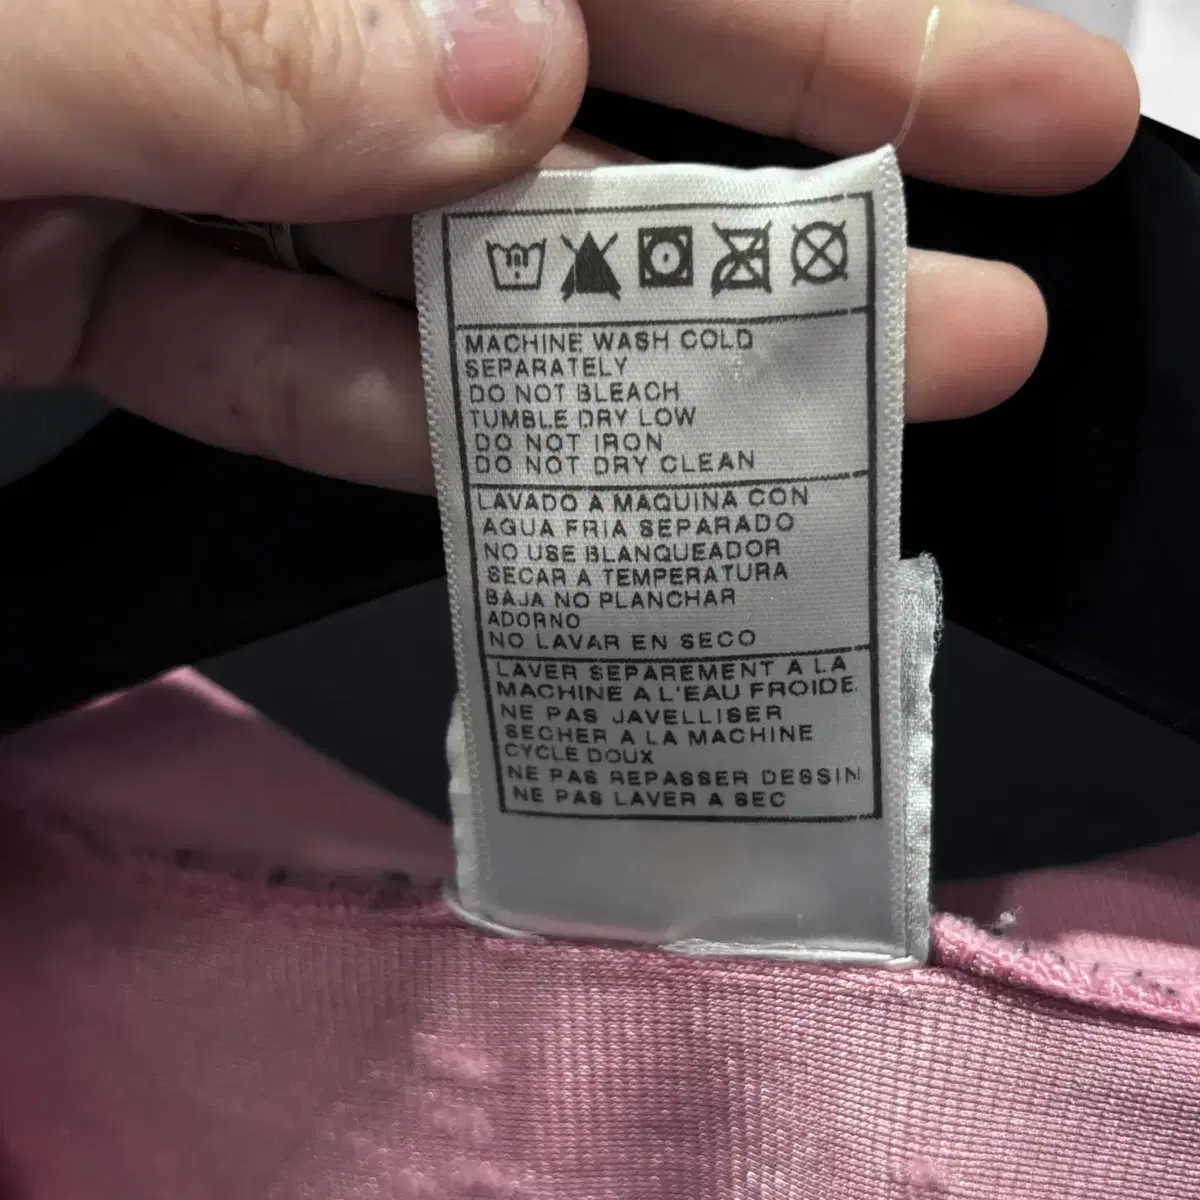 MACHINE WASH COLD
SEPARATELY
DO NOT BLEACH
TUMBLE DRY LOW
DO NOT IRON
DO NOT DRY CLEAN
LAVADO A MAQUINA CON
AGUA FRIA SEPARADO
NO USE BLANQUEADOR
SECAR A TEMPERATURA
BAJA NO PLANCHAR
ADORNO
NO LAVAR EN SECO
LAVER SEPAREMENT A LA
MACHINE A L'EAU FROIDE
NE PAS JAVELLISER
SECHER A LA MACHINE
CYCLE DOUX
NE PAS REPASSER DESSIN
NE PAS LAVER A SEC